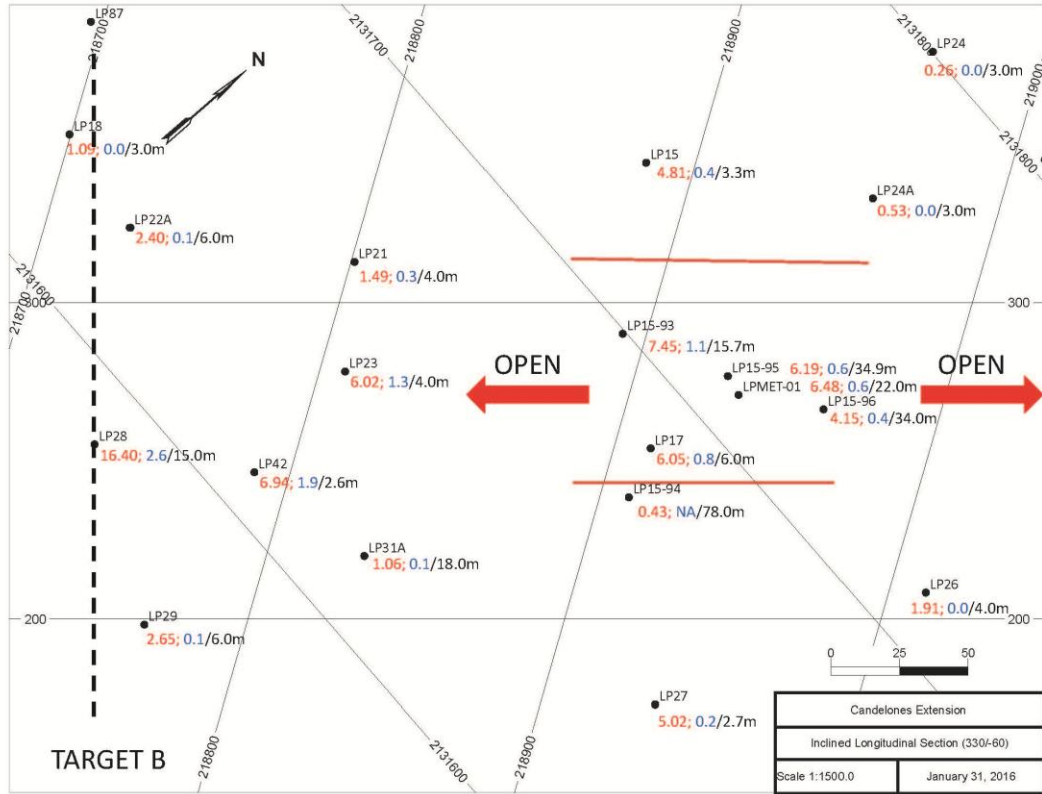 LP87
218700
2131700
218800
218900
2131800
LP24
0.26; 0.0/3.0m
219000
N
LP18
1.09; 0.0/3.0m
LP15
4.81; 0.4/3.3m
2131800
LP22A
2.40; 0.1/6.0m
LP24A
0.53; 0.0/3.0m
LP21
1.49; 0.3/4.0m
2131600
300
300
218700
LP15-93
7.45; 1.1/15.7m
LP23
6.02; 1.3/4.0m
OPEN
LP15-95
6.19; 0.6/34.9m
OPEN
LPMET-01
6.48; 0.6/22.0m
LP15-96
4.15; 0.4/34.0m
LP28
16.40; 2.6/15.0m
LP42
6.94; 1.9/2.6m
LP17
6.05; 0.8/6.0m
LP15-94
0.43; NA/78.0m
LP31A
1.06; 0.1/18.0m
LP26
1.91; 0.0/4.0m
LP29
2.65; 0.1/6.0m
200
200
0 25 50
LP27
5.02; 0.2/2.7m
TARGET B
218800
2131600
218900
Candelones Extension
Inclined Longitudinal Section (330/-60)
Scale 1:1500.0
January 31, 2016